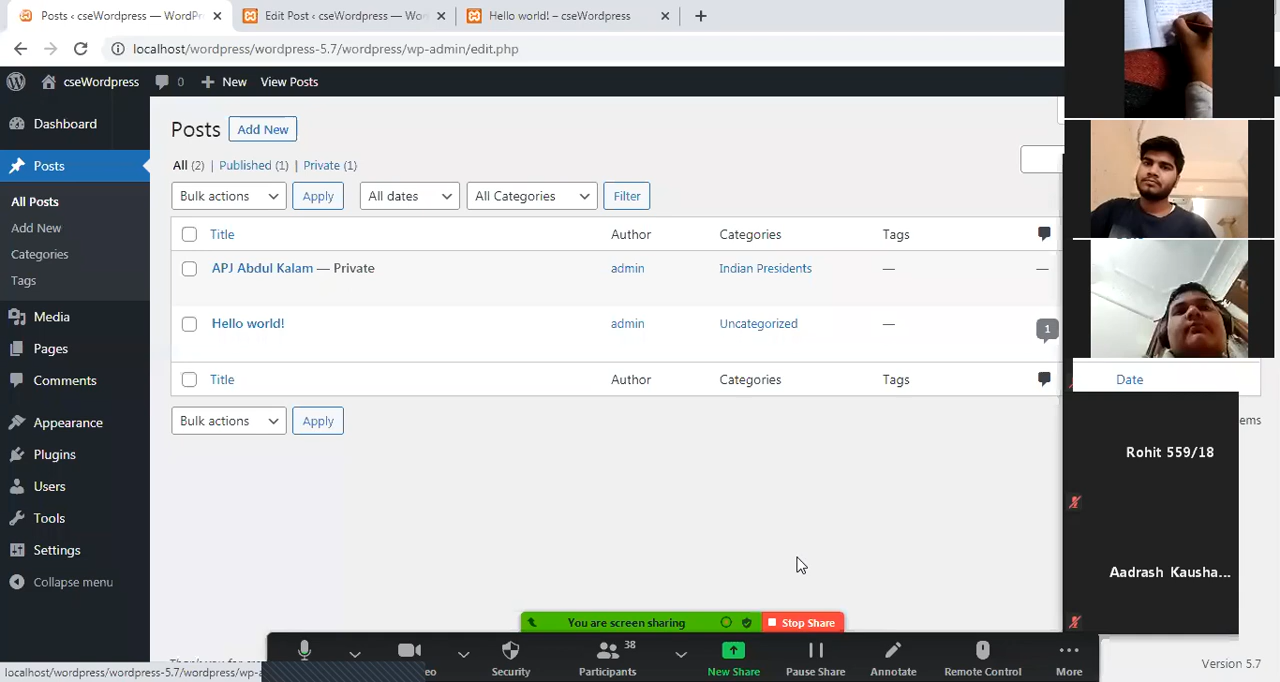 Posts ‹ cseWordpress — WordPr
Edit Post ‹ cseWordpress — Wor
Hello world! – cseWordpress
localhost/wordpress/wordpress-5.7/wordpress/wp-admin/edit.php
cseWordpress 0 New View Posts
Dashboard
Posts
All Posts
Add New
Categories
Tags
Media
Pages
Comments
Appearance
Plugins
Users
Tools
Settings
Collapse menu
Posts Add New
All (2) | Published (1) | Private (1)
Bulk actions Apply All dates All Categories Filter
Title Author Categories Tags
APJ Abdul Kalam — Private admin Indian Presidents — —
Hello world! admin Uncategorized — 1
Title Author Categories Tags Date
Bulk actions Apply
ems
Rohit 559/18
Aadrash Kausha...
You are screen sharing Stop Share
38
eo Security Participants New Share Pause Share Annotate Remote Control More
Version 5.7
localhost/wordpress/wordpress-5.7/wordpress/wp-a